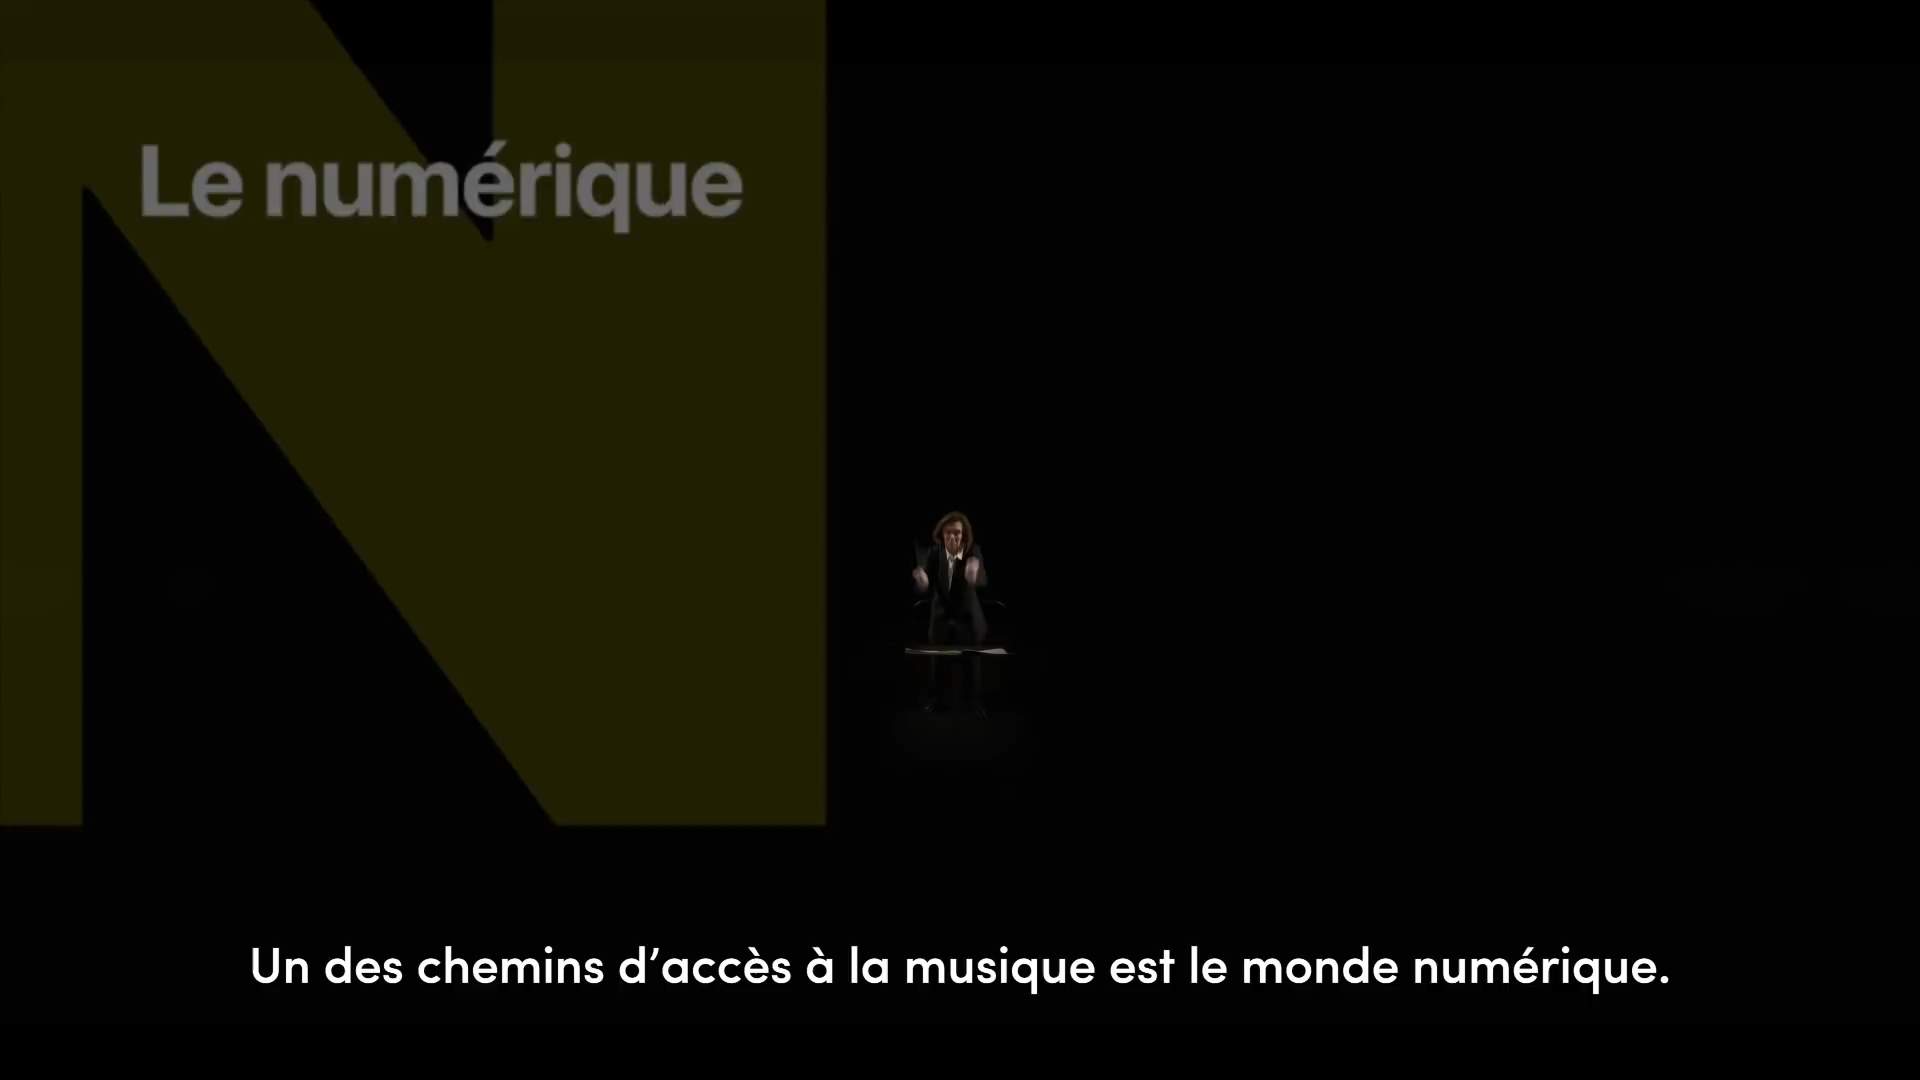 Le numérique
Un des chemins d’accès à la musique est le monde numérique.